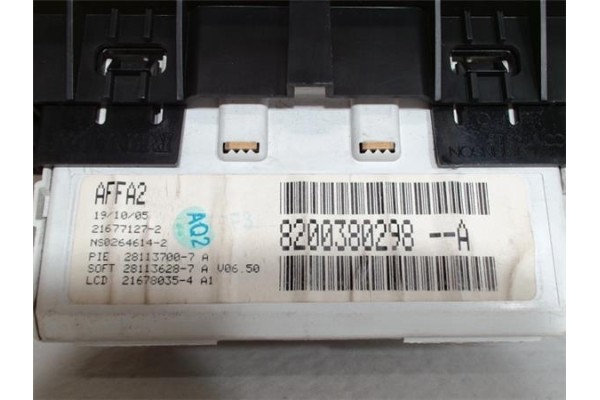 AFFA2
19/10/05
21677127-2
NS0264614-2
PIE 28113700-7 A
SOFT 28113628-7 A V06.50
LCD 21678035-4 A1
AQ2
8200380298 --A